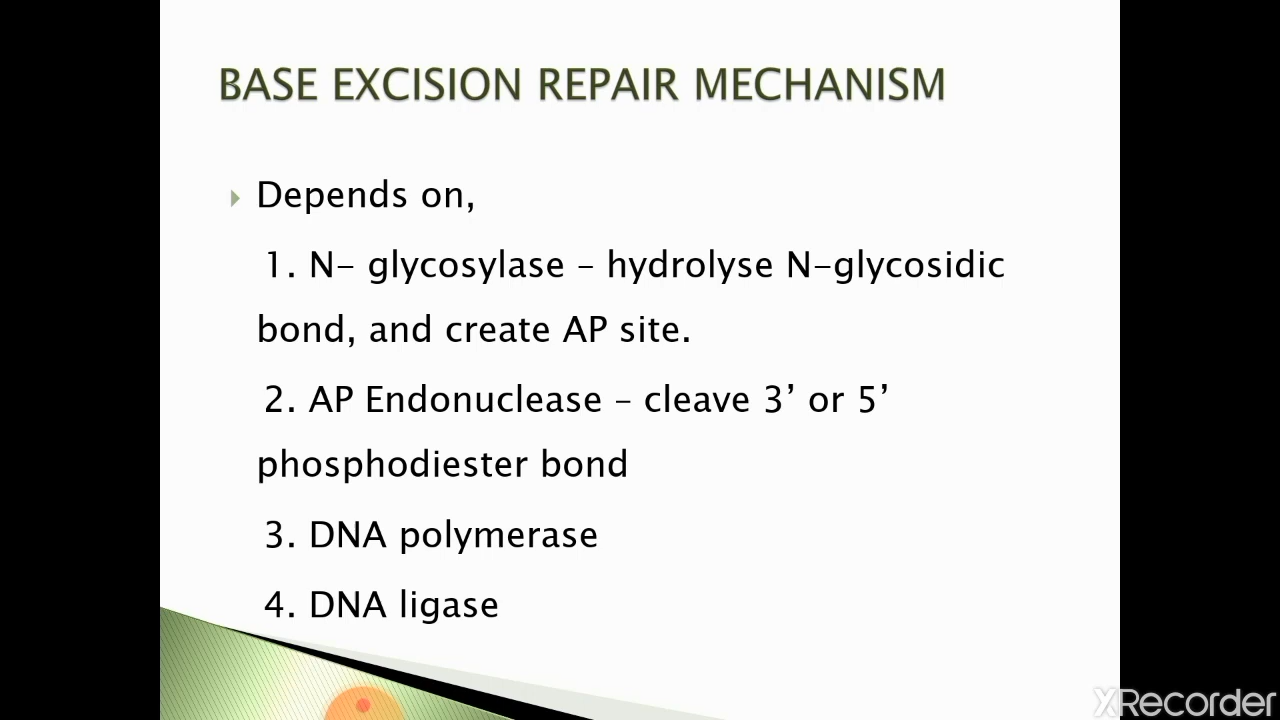 BASE EXCISION REPAIR MECHANISM
Depends on,
1. N- glycosylase – hydrolyse N-glycosidic
bond, and create AP site.
2. AP Endonuclease – cleave 3’ or 5’
phosphodiester bond
3. DNA polymerase
4. DNA ligase
XRecorder